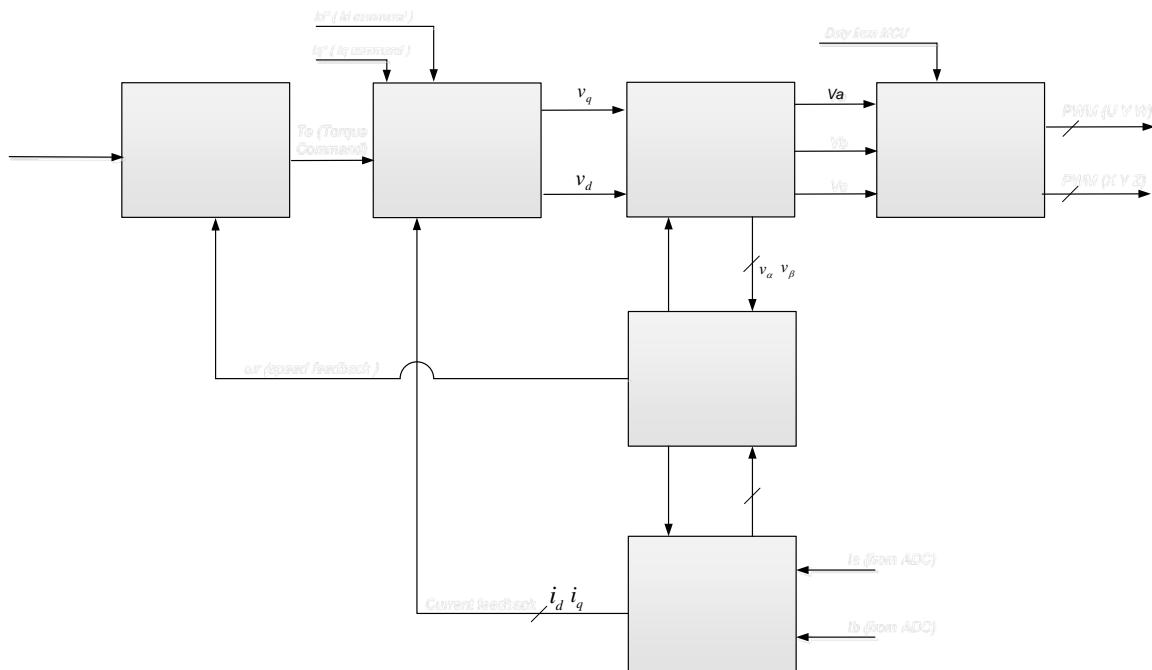 Id* ( Id command )
Iq* ( Iq command )
Duty from MCU
Te (Torque
Command)
v_q
v_d
Va
Vb
Vc
PWM (U V W)
PWM (X Y Z)
v_α v_β
ωr (speed feedback )
Current feedback
i_d i_q
Ia (from ADC)
Ib (from ADC)